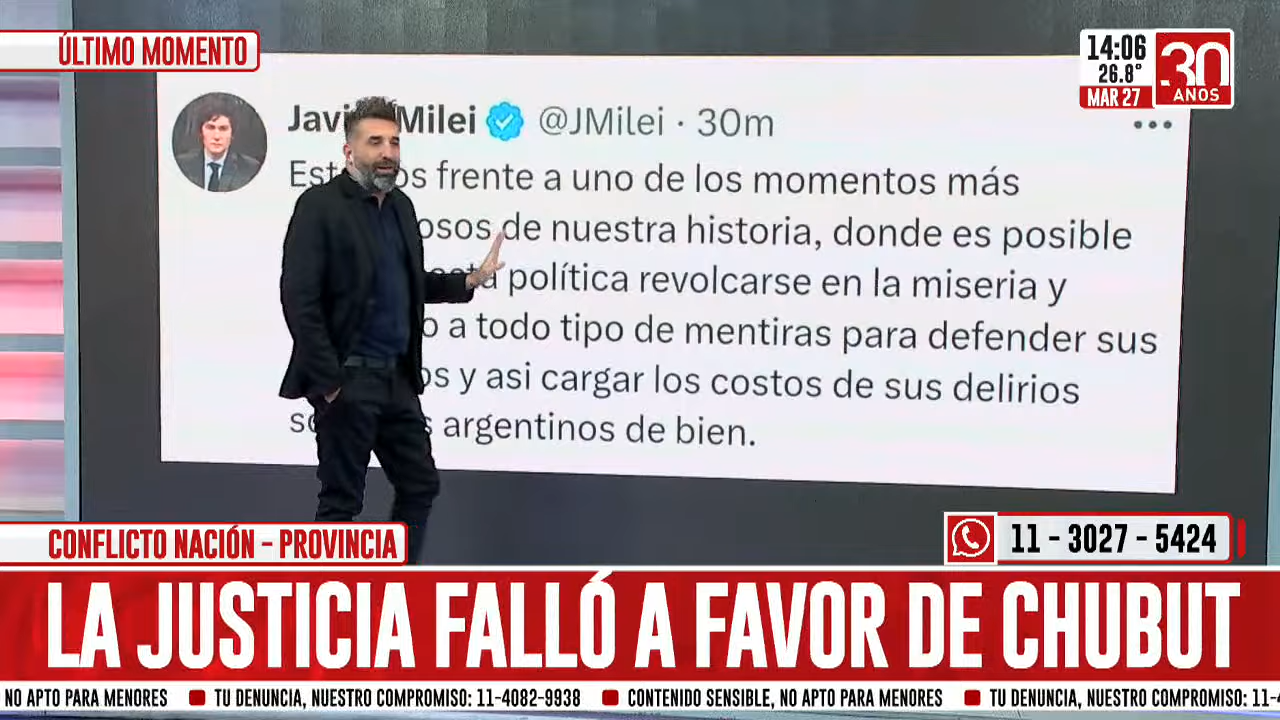 ÚLTIMO MOMENTO
14:06
26.8°
MAR 27
30
AÑOS
Milei @JMilei · 30m
frente a uno de los momentos más
de nuestra historia, donde es posible
política revolcarse en la miseria y
a todo tipo de mentiras para defender sus
y asi cargar los costos de sus delirios
argentinos de bien.
CONFLICTO NACIÓN - PROVINCIA
11 - 3027 - 5424
LA JUSTICIA FALLÓ A FAVOR DE CHUBUT
NO APTO PARA MENORES TU DENUNCIA, NUESTRO COMPROMISO: 11-4082-9938 CONTENIDO SENSIBLE, NO APTO PARA MENORES TU DENUNCIA, NUESTRO COMPROMISO: 11-4